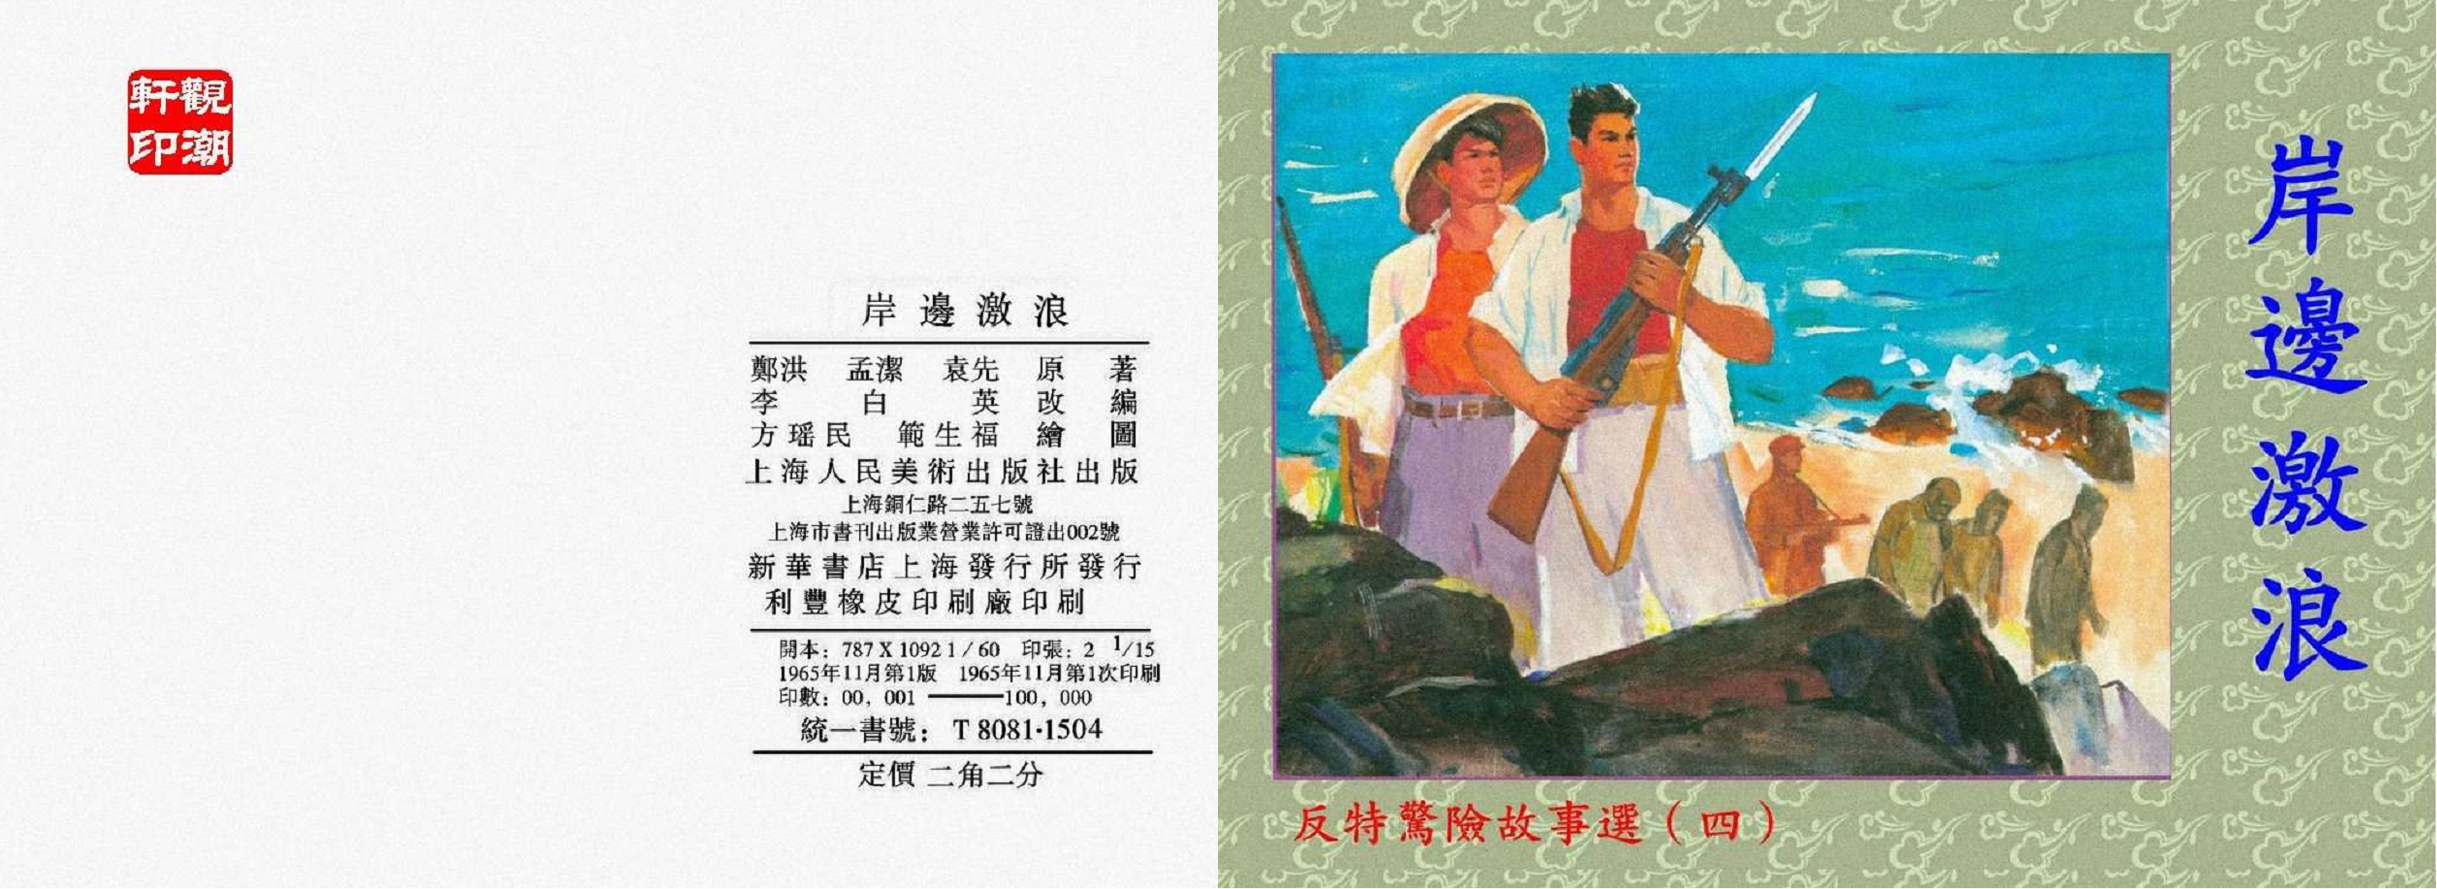 觀潮
軒印
岸邊激浪
鄭洪 孟潔 袁先 原 著
李 白 英 改 編
方瑶民 範生福 繪 圖
上海人民美術出版社出版
上海銅仁路二五七號
上海市書刊出版業營業許可證出002號
新華書店上海發行所發行
利豐橡皮印刷廠印刷
開本：787 X 1092 1/60 印張：2 1/15
1965年11月第1版 1965年11月第1次印刷
印數：00，001 ———100，000
統一書號： T 8081·1504
定價 二角二分
岸邊激浪
反特驚險故事選（四）